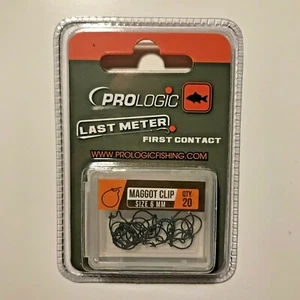 PROLOGIC
LAST METER
FIRST CONTACT
WWW.PROLOGICFISHING.COM
MAGGOT CLIP
SIZE 6 MM
QTY.
20